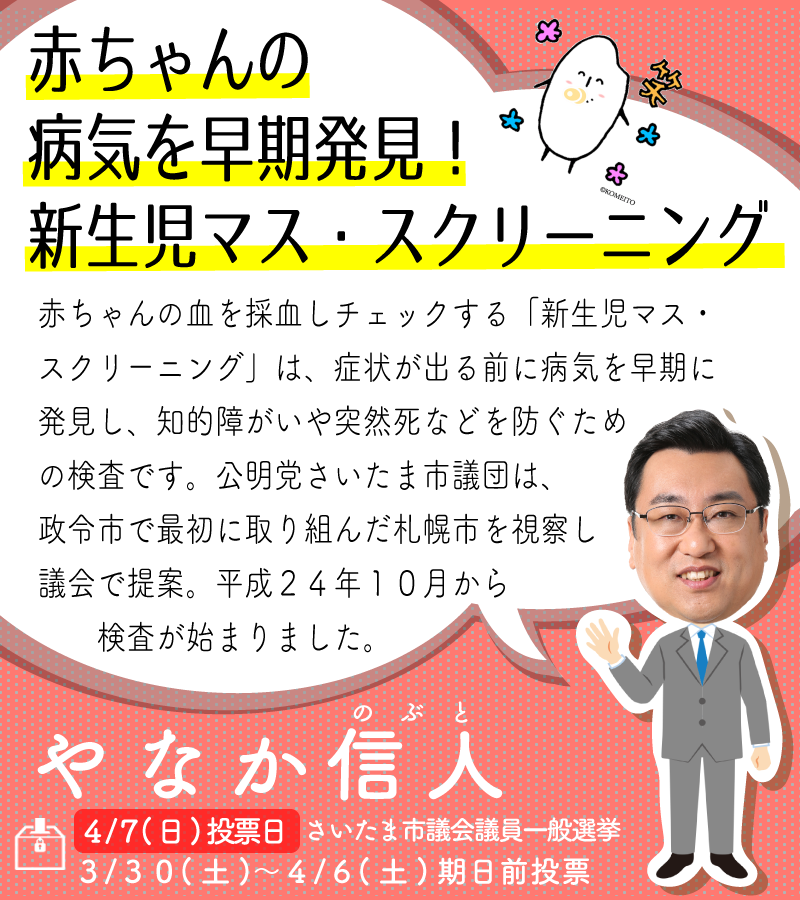 赤ちゃんの
病気を早期発見！
新生児マス・スクリーニング
©KOMEITO
赤ちゃんの血を採血しチェックする「新生児マス・
スクリーニング」は、症状が出る前に病気を早期に
発見し、知的障がいや突然死などを防ぐため
の検査です。公明党さいたま市議団は、
政令市で最初に取り組んだ札幌市を視察し
議会で提案。平成２４年１０月から
検査が始まりました。
のぶと
やなか信人
4/7(日)投票日 さいたま市議会議員一般選挙
3/30(土)～4/6(土)期日前投票